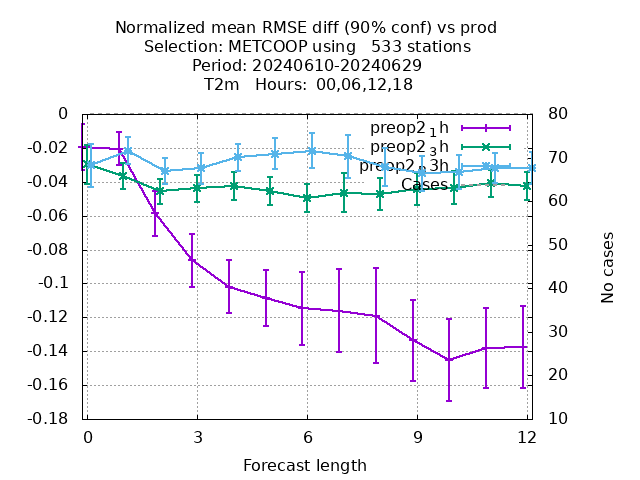 Normalized mean RMSE diff (90% conf) vs prod
Selection: METCOOP using   533 stations
Period: 20240610-20240629
T2m   Hours:  00,06,12,18
0
-0.02
-0.04
-0.06
-0.08
-0.1
-0.12
-0.14
-0.16
-0.18
80
70
60
50
40
30
20
10
preop2₁h
preop2₃h
Cases
No cases
0
3
6
9
12
Forecast length